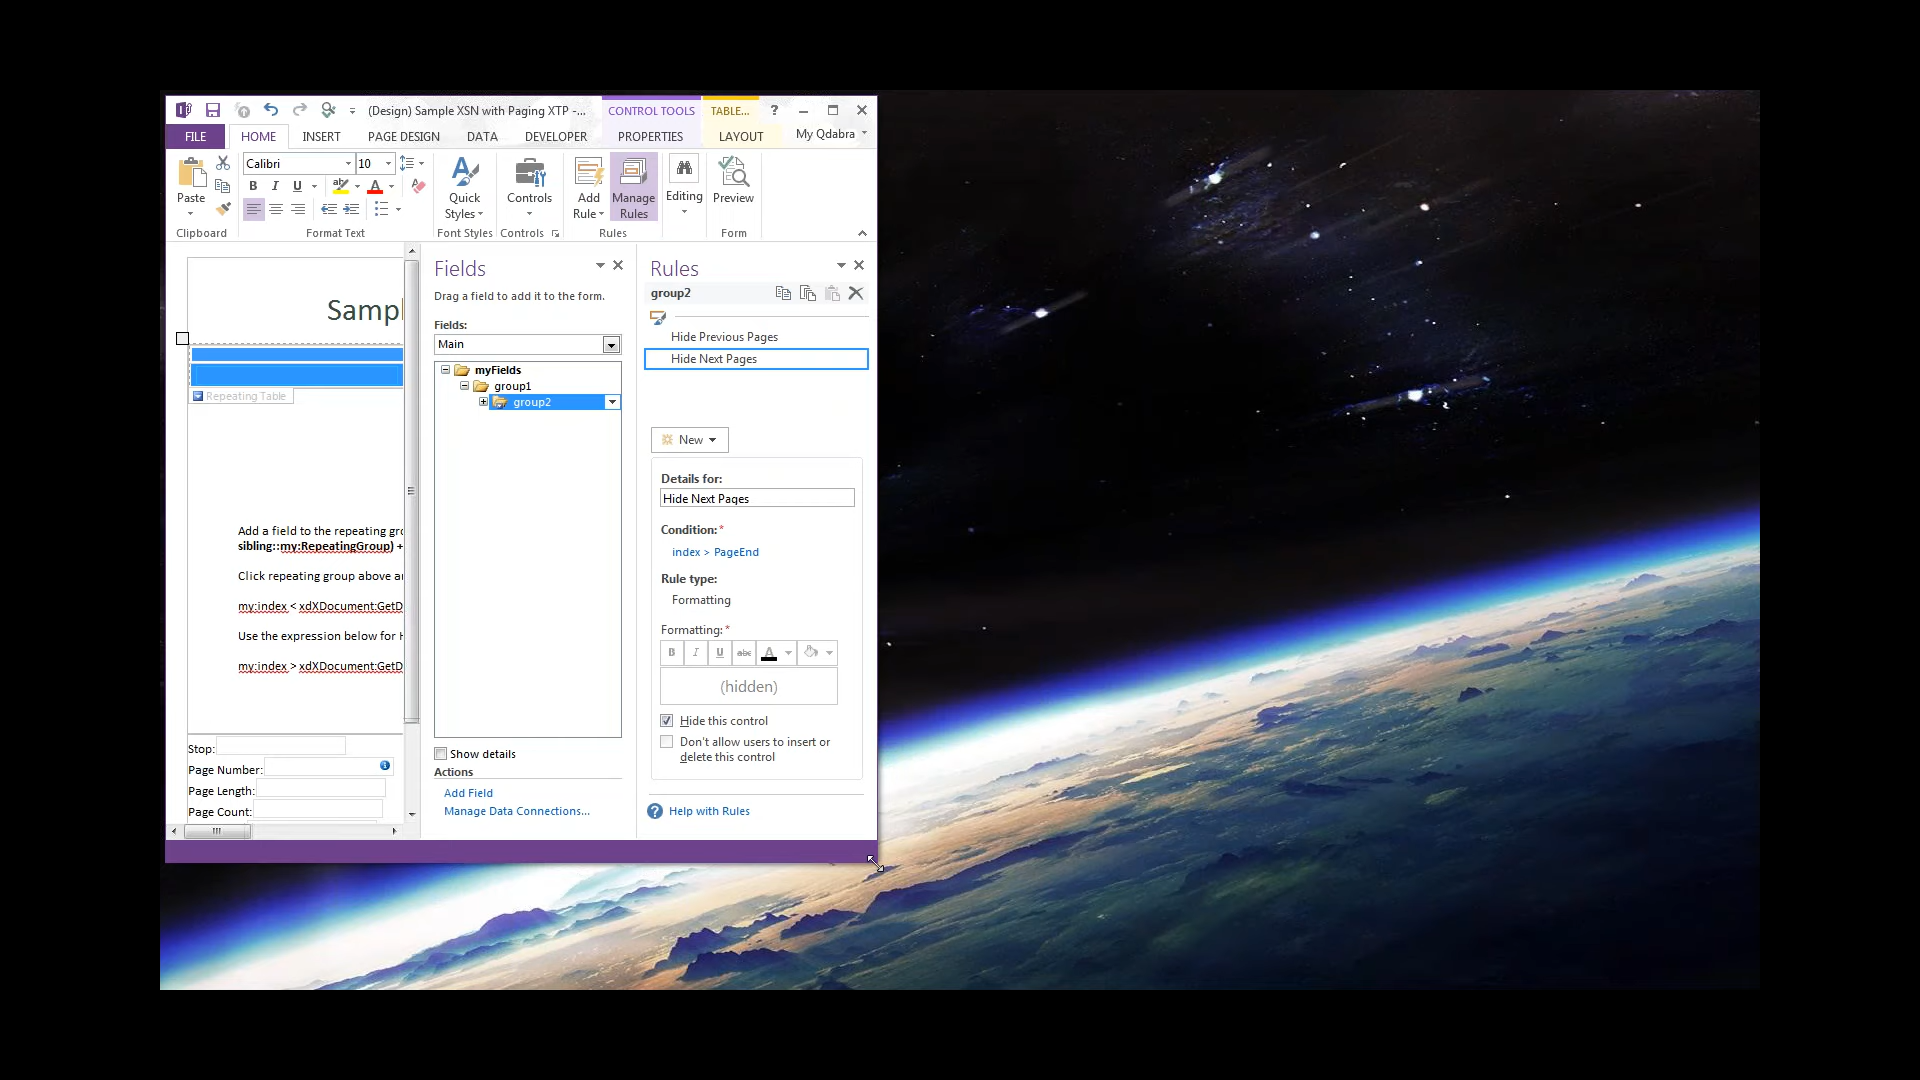 (Design) Sample XSN with Paging XTP -...
CONTROL TOOLS
TABLE...
?
FILE
HOME
INSERT
PAGE DESIGN
DATA
DEVELOPER
PROPERTIES
LAYOUT
My Qdabra
Paste
Calibri
10
B I U
A
Quick
Styles
Controls
Add
Rule
Manage
Rules
Editing
Preview
Clipboard
Format Text
Font Styles
Controls
Rules
Form
Sampl
Repeating Table
Add a field to the repeating gr
sibling::my:RepeatingGroup) +
Click repeating group above a
my:index < xdXDocument:GetD
Use the expression below for
my:index > xdXDocument:GetD
Stop:
Page Number:
Page Length:
Page Count:
Fields
Drag a field to add it to the form.
Fields:
Main
myFields
group1
group2
Show details
Actions
Add Field
Manage Data Connections...
Rules
group2
Hide Previous Pages
Hide Next Pages
New
Details for:
Hide Next Pages
Condition: *
index > PageEnd
Rule type:
Formatting
Formatting: *
B I U abc A
(hidden)
Hide this control
Don't allow users to insert or
delete this control
Help with Rules